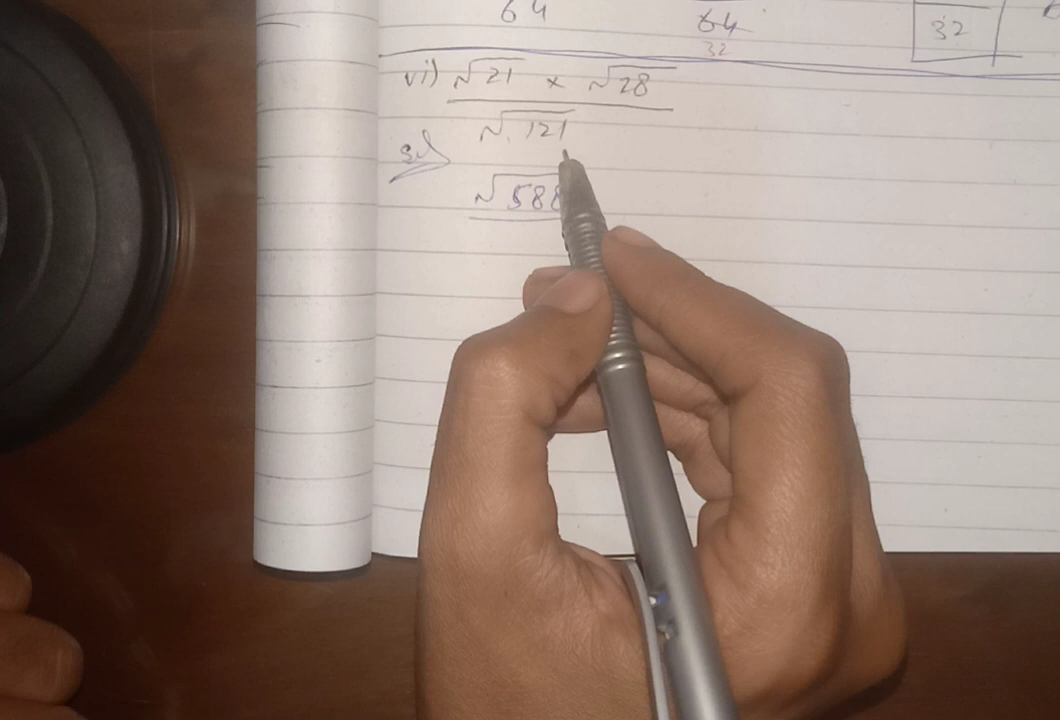 64 64 32
32
vi) √21 × √28
√121
Sol
√588